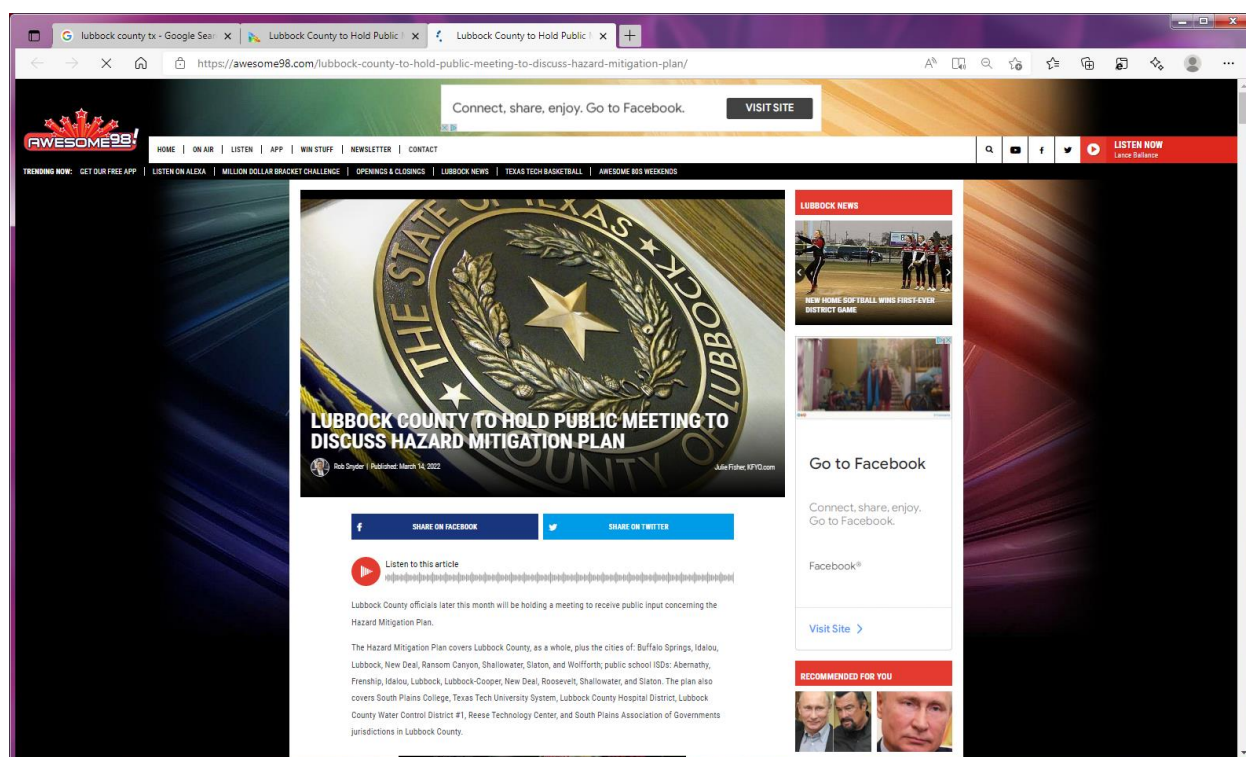 lubbock county tx - Google Sear
Lubbock County to Hold Public
Lubbock County to Hold Public
https://awesome98.com/lubbock-county-to-hold-public-meeting-to-discuss-hazard-mitigation-plan/
Connect, share, enjoy. Go to Facebook.
VISIT SITE
AWESOME98!
HOME | ON AIR | LISTEN | APP | WIN STUFF | NEWSLETTER | CONTACT
LISTEN NOW
Lance Ballance
TRENDING NOW: GET OUR FREE APP | LISTEN ON ALEXA | MILLION DOLLAR BRACKET CHALLENGE | OPENINGS & CLOSINGS | LUBBOCK NEWS | TEXAS TECH BASKETBALL | AWESOME 80S WEEKENDS
THE STATE OF TEXAS
COUNTY OF LUBBOCK
LUBBOCK COUNTY TO HOLD PUBLIC MEETING TO
DISCUSS HAZARD MITIGATION PLAN
Rob Snyder | Published: March 14, 2022
Julie Fisher, KFYO.com
SHARE ON FACEBOOK
SHARE ON TWITTER
Listen to this article
Lubbock County officials later this month will be holding a meeting to receive public input concerning the
Hazard Mitigation Plan.
The Hazard Mitigation Plan covers Lubbock County, as a whole, plus the cities of: Buffalo Springs, Idalou,
Lubbock, New Deal, Ransom Canyon, Shallowater, Slaton, and Wolfforth; public school ISDs: Abernathy,
Frenship, Idalou, Lubbock, Lubbock-Cooper, New Deal, Roosevelt, Shallowater, and Slaton. The plan also
covers South Plains College, Texas Tech University System, Lubbock County Hospital District, Lubbock
County Water Control District #1, Reese Technology Center, and South Plains Association of Governments
jurisdictions in Lubbock County.
LUBBOCK NEWS
NEW HOME SOFTBALL WINS FIRST-EVER
DISTRICT GAME
Go to Facebook
Connect, share, enjoy.
Go to Facebook.
Facebook®
Visit Site
RECOMMENDED FOR YOU